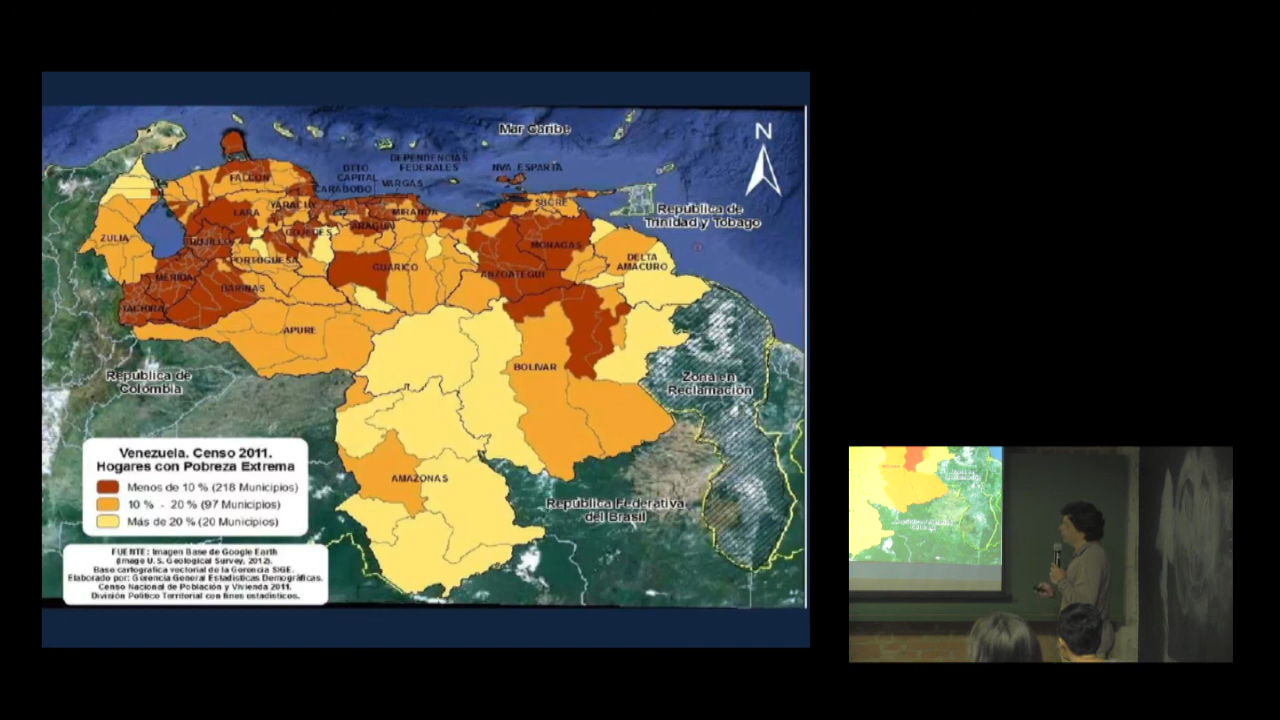 Mar Caribe
N
DEPENDENCIAS
FEDERALES
DTTO.
CAPITAL
NVA. ESPARTA
FALCON
CARABOBO
VARGAS
YARACUY
LARA
MIRANDA
SUCRE
República de
Trinidad y Tobago
ARAGUA
COJEDES
ZULIA
TRUJILLO
MONAGAS
PORTUGUESA
GUARICO
DELTA
AMACURO
ANZOATEGUI
MERIDA
BARINAS
TACHIRA
APURE
BOLIVAR
República de
Colombia
Zona en
Reclamación
Venezuela. Censo 2011.
Hogares con Pobreza Extrema
Menos de 10 % (218 Municipios)
10 % - 20 % (97 Municipios)
Más de 20 % (20 Municipios)
AMAZONAS
República Federativa
del Brasil
FUENTE: Imagen Base de Google Earth
(Image U.S. Geological Survey, 2012).
Base cartografica vectorial de la Gerencia SIGE.
Elaborado por: Gerencia General Estadísticas Demográficas.
Censo Nacional de Población y Vivienda 2011.
División Político Territorial con fines estadísticos.